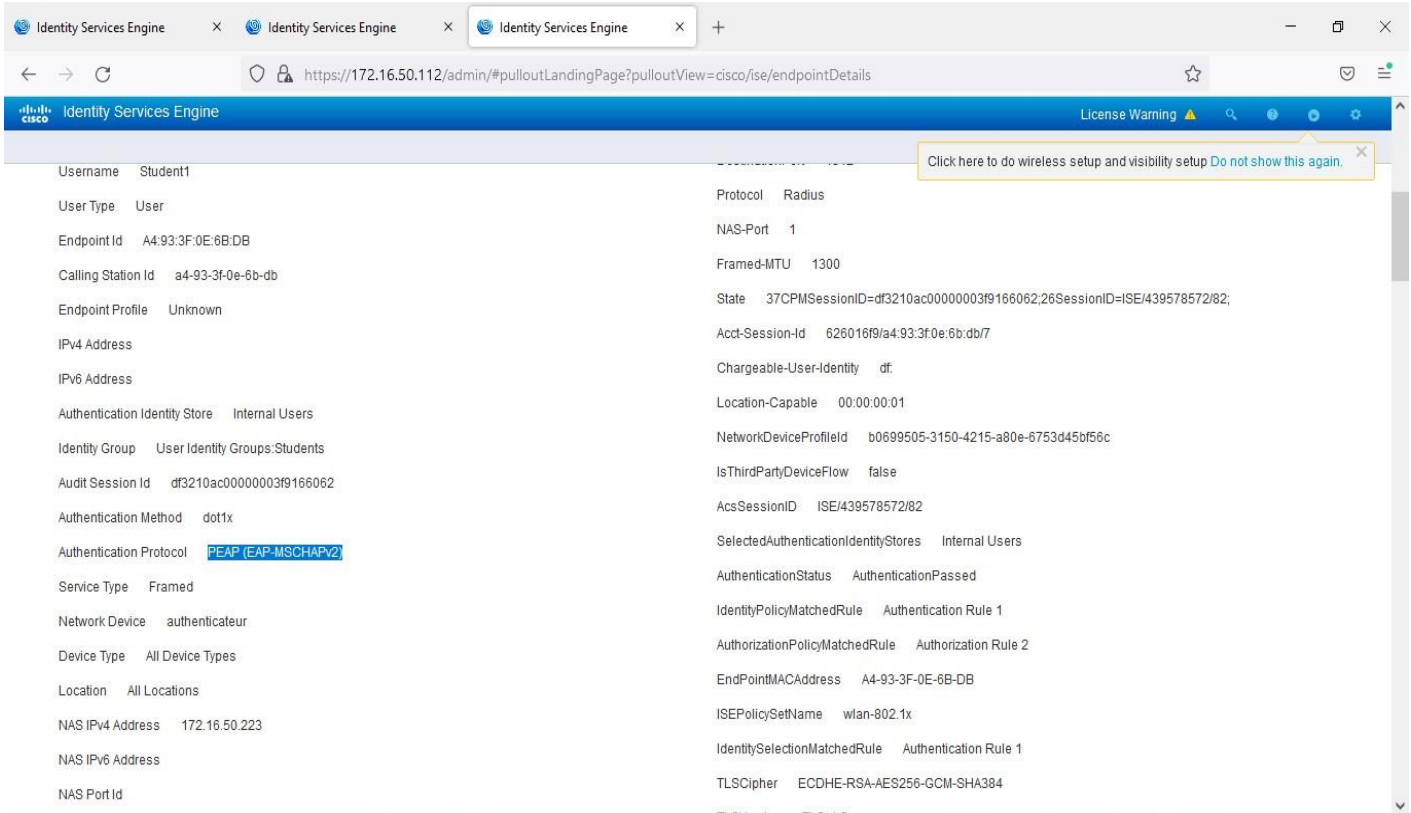 Identity Services Engine
Identity Services Engine
Identity Services Engine
https://172.16.50.112/admin/#pulloutLandingPage?pulloutView=cisco/ise/endpointDetails
cisco Identity Services Engine
License Warning
Click here to do wireless setup and visibility setup Do not show this again.
Username Student1
User Type User
Endpoint Id A4:93:3F:0E:6B:DB
Calling Station Id a4-93-3f-0e-6b-db
Endpoint Profile Unknown
IPv4 Address
IPv6 Address
Authentication Identity Store Internal Users
Identity Group User Identity Groups:Students
Audit Session Id df3210ac00000003f9166062
Authentication Method dot1x
Authentication Protocol PEAP (EAP-MSCHAPv2)
Service Type Framed
Network Device authenticateur
Device Type All Device Types
Location All Locations
NAS IPv4 Address 172.16.50.223
NAS IPv6 Address
NAS Port Id
Protocol Radius
NAS-Port 1
Framed-MTU 1300
State 37CPMSessionID=df3210ac00000003f9166062;26SessionID=ISE/439578572/82;
Acct-Session-Id 626016f9/a4:93:3f:0e:6b:db/7
Chargeable-User-Identity df:
Location-Capable 00:00:00:01
NetworkDeviceProfileId b0699505-3150-4215-a80e-6753d45bf56c
IsThirdPartyDeviceFlow false
AcsSessionID ISE/439578572/82
SelectedAuthenticationIdentityStores Internal Users
AuthenticationStatus AuthenticationPassed
IdentityPolicyMatchedRule Authentication Rule 1
AuthorizationPolicyMatchedRule Authorization Rule 2
EndPointMACAddress A4-93-3F-0E-6B-DB
ISEPolicySetName wlan-802.1x
IdentitySelectionMatchedRule Authentication Rule 1
TLSCipher ECDHE-RSA-AES256-GCM-SHA384